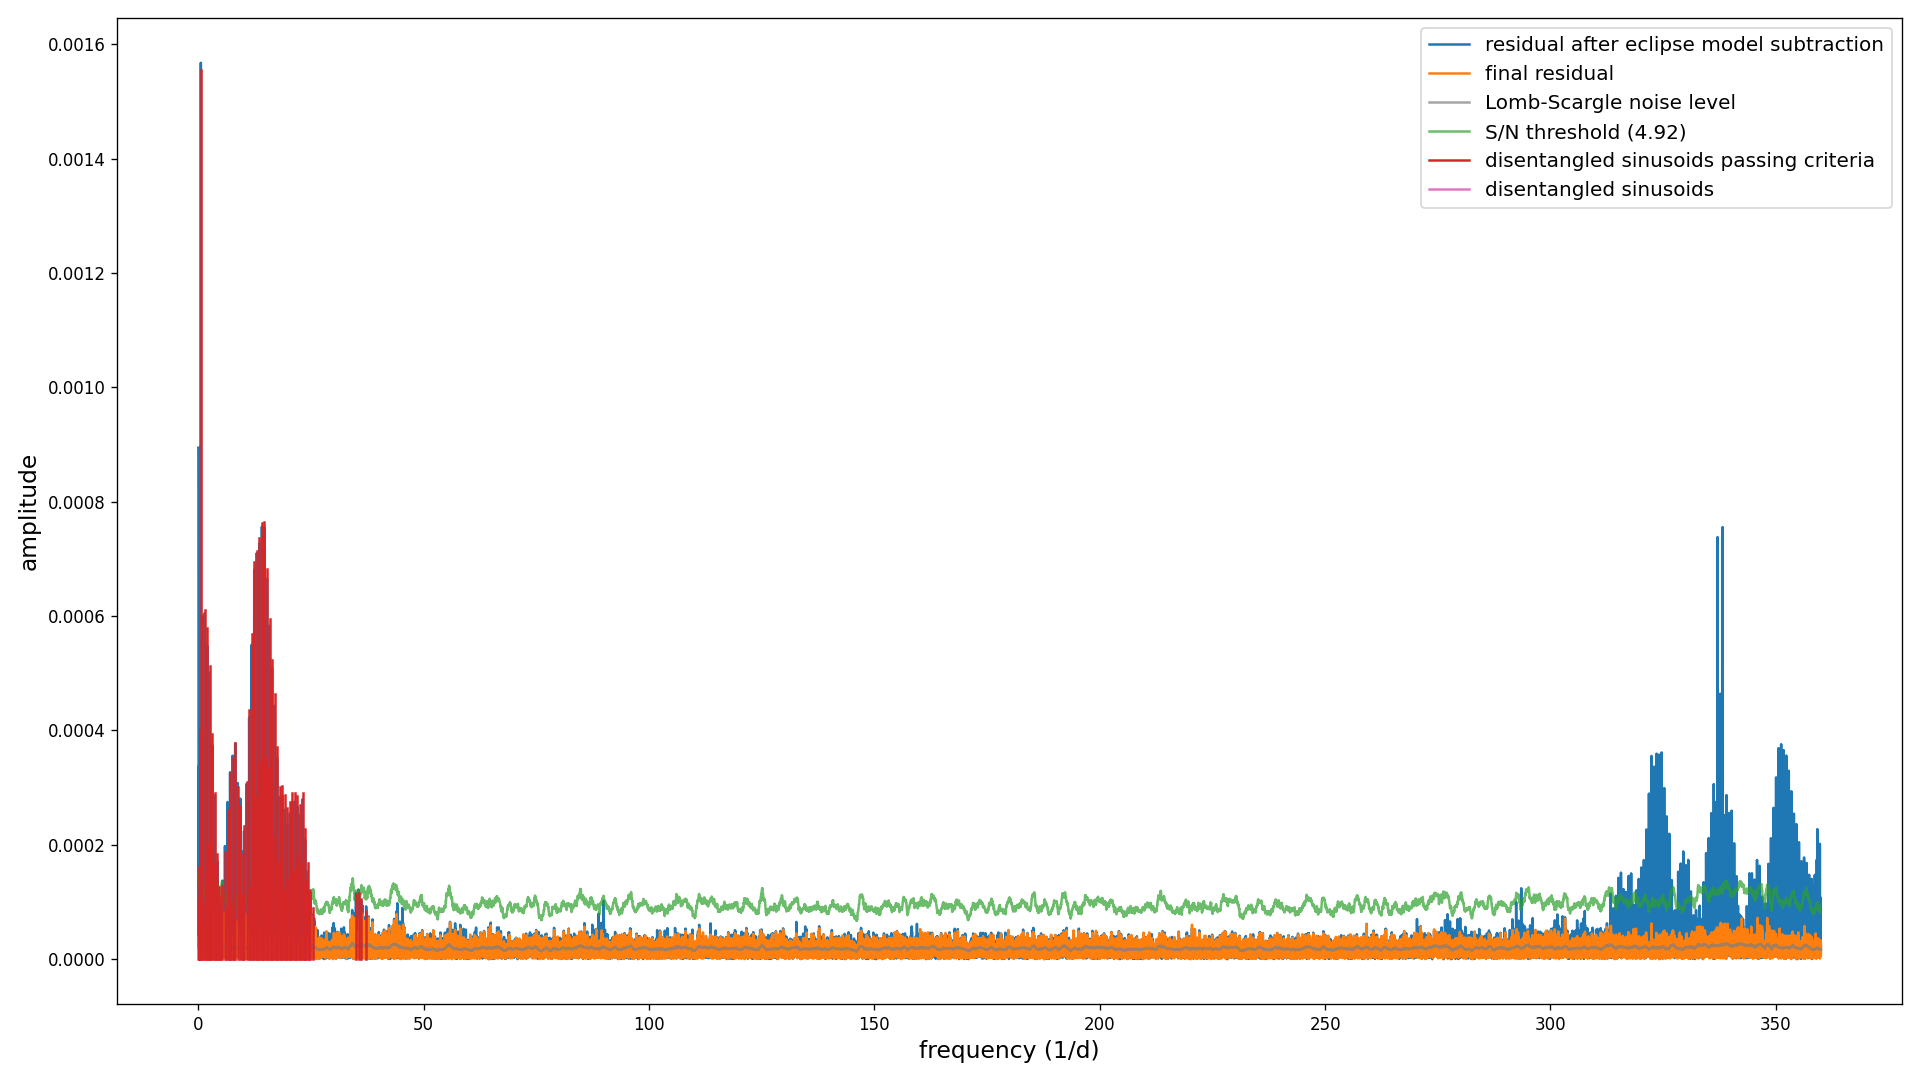 residual after eclipse model subtraction
final residual
Lomb-Scargle noise level
S/N threshold (4.92)
disentangled sinusoids passing criteria
disentangled sinusoids
0.0016
0.0014
0.0012
0.0010
0.0008
0.0006
0.0004
0.0002
0.0000
amplitude
0 50 100 150 200 250 300 350
frequency (1/d)